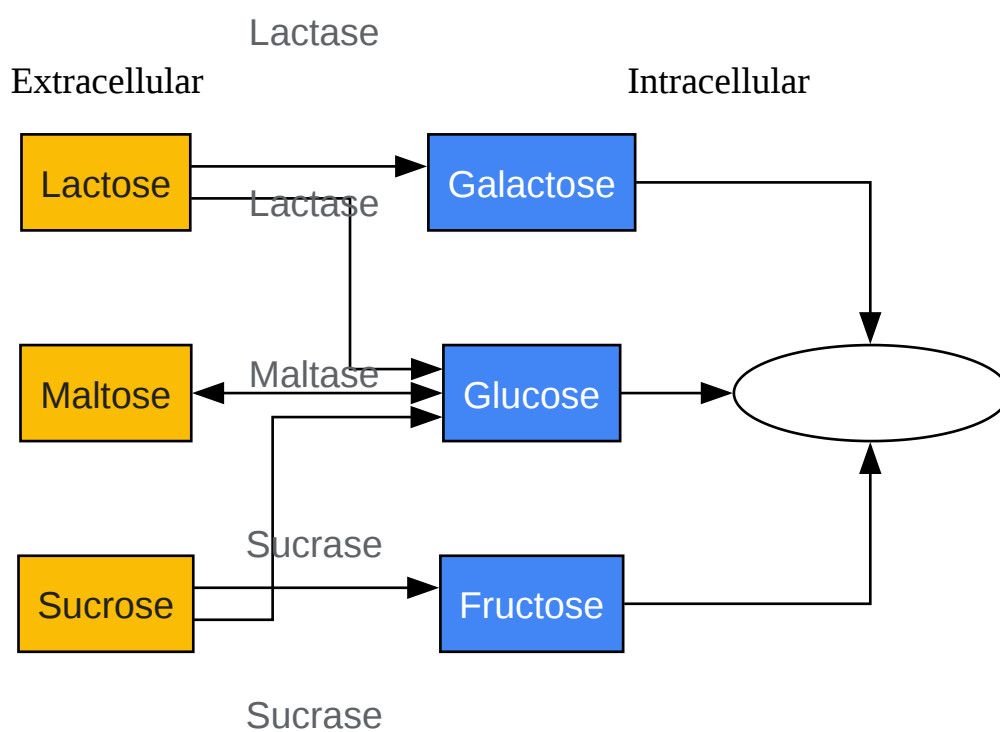 Lactase
Extracellular
Intracellular
Lactose
Galactose
Lactase
Maltase
Maltose
Glucose
Sucrase
Sucrose
Fructose
Sucrase